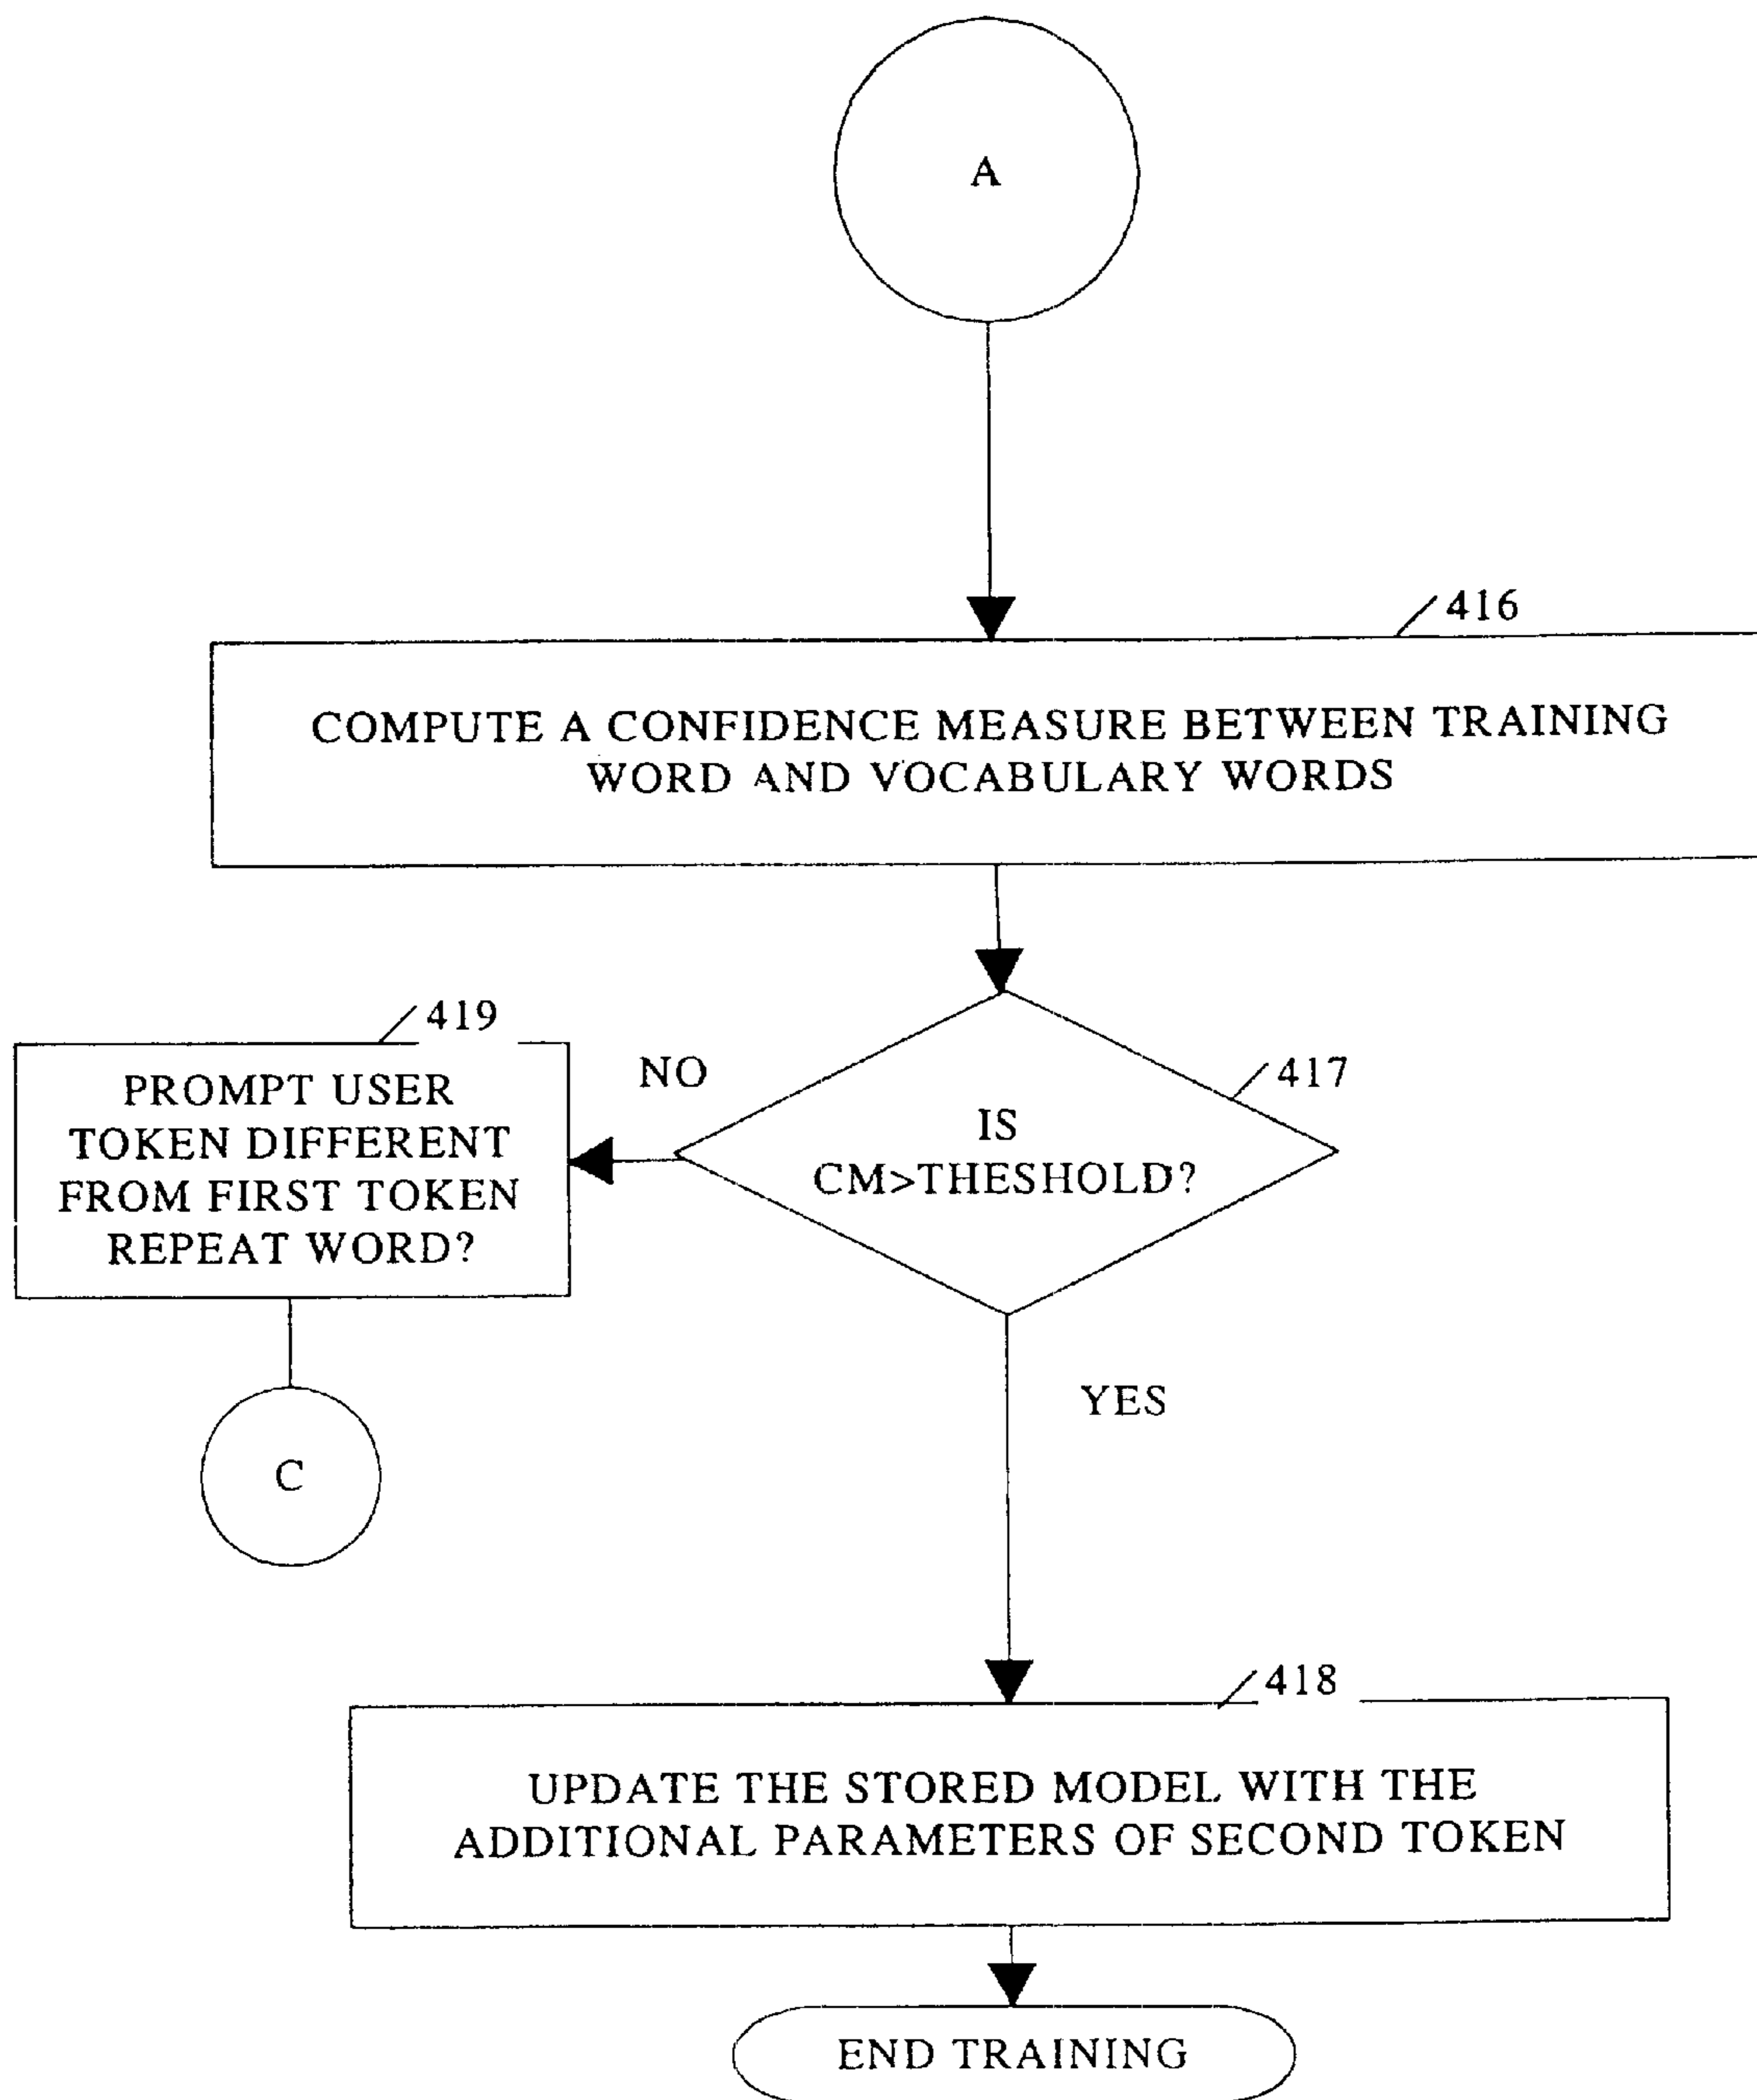 A
416
COMPUTE A CONFIDENCE MEASURE BETWEEN TRAINING
WORD AND VOCABULARY WORDS
419
PROMPT USER
TOKEN DIFFERENT
FROM FIRST TOKEN
REPEAT WORD?
NO
417
IS
CM>THESHOLD?
YES
C
418
UPDATE THE STORED MODEL WITH THE
ADDITIONAL PARAMETERS OF SECOND TOKEN
END TRAINING